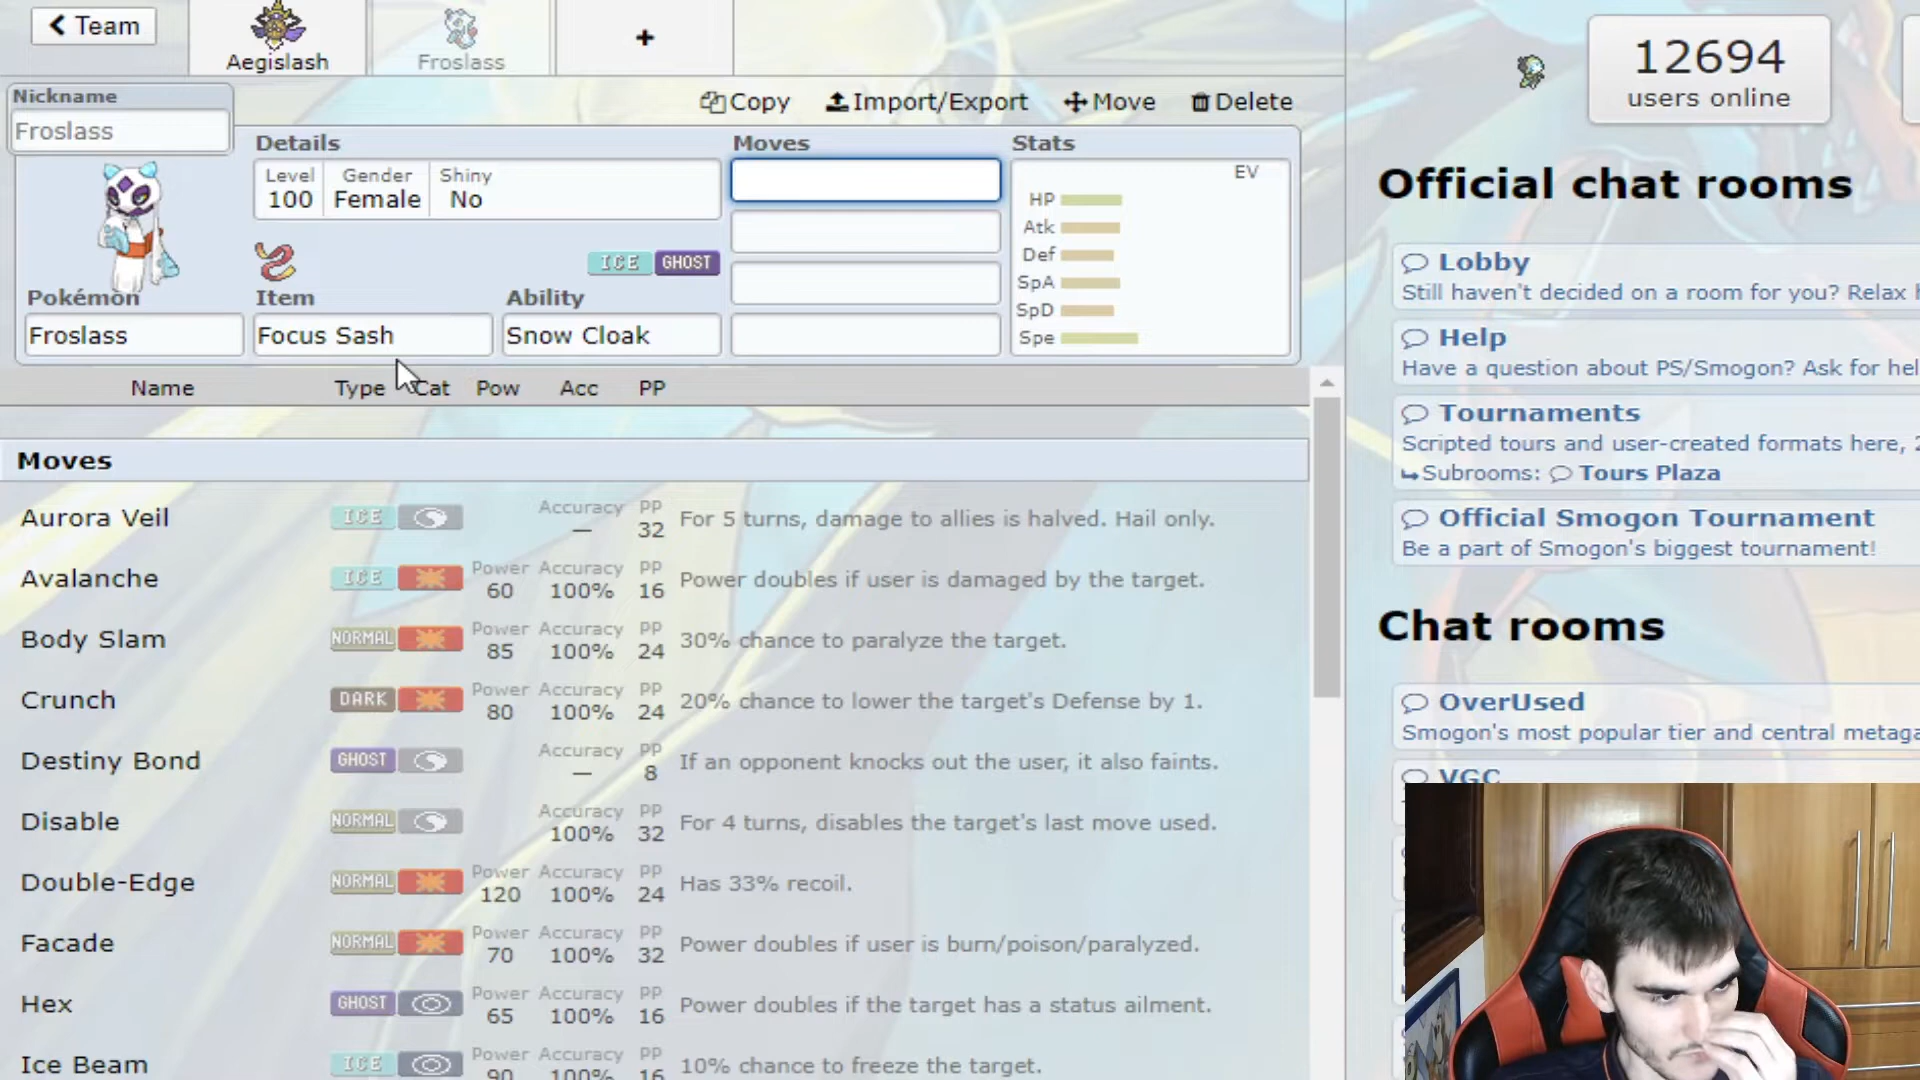 Team
Aegislash
Froslass
+
12694
users online
Copy
Import/Export
Move
Delete
Nickname
Froslass
Details
Moves
Stats
Level
Gender
Shiny
100
Female
No
EV
HP
Atk
Def
SpA
SpD
Spe
ICE
GHOST
Pokémon
Item
Ability
Froslass
Focus Sash
Snow Cloak
Name
Type
Cat
Pow
Acc
PP
Moves
Aurora Veil ICE Accuracy — PP 32 For 5 turns, damage to allies is halved. Hail only.
Avalanche ICE Power 60 Accuracy 100% PP 16 Power doubles if user is damaged by the target.
Body Slam NORMAL Power 85 Accuracy 100% PP 24 30% chance to paralyze the target.
Crunch DARK Power 80 Accuracy 100% PP 24 20% chance to lower the target's Defense by 1.
Destiny Bond GHOST Accuracy — PP 8 If an opponent knocks out the user, it also faints.
Disable NORMAL Accuracy 100% PP 32 For 4 turns, disables the target's last move used.
Double-Edge NORMAL Power 120 Accuracy 100% PP 24 Has 33% recoil.
Facade NORMAL Power 70 Accuracy 100% PP 32 Power doubles if user is burn/poison/paralyzed.
Hex GHOST Power 65 Accuracy 100% PP 16 Power doubles if the target has a status ailment.
Ice Beam ICE Power 90 Accuracy 100% PP 16 10% chance to freeze the target.
Official chat rooms
Lobby
Still haven't decided on a room for you? Relax
Help
Have a question about PS/Smogon? Ask for hel
Tournaments
Scripted tours and user-created formats here, 2
Subrooms: Tours Plaza
Official Smogon Tournament
Be a part of Smogon's biggest tournament!
Chat rooms
OverUsed
Smogon's most popular tier and central metaga
VGC